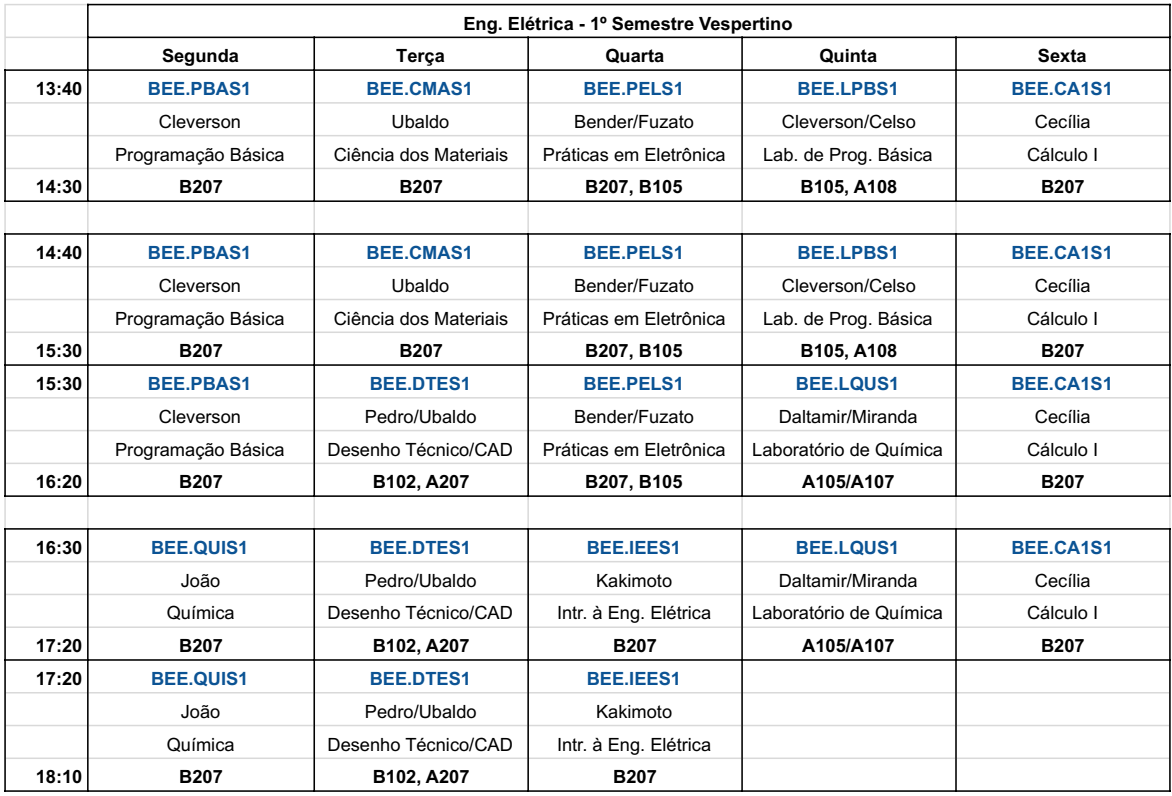 Eng. Elétrica - 1º Semestre Vespertino
Segunda Terça Quarta Quinta Sexta
13:40 BEE.PBAS1 BEE.CMAS1 BEE.PELS1 BEE.LPBS1 BEE.CA1S1
Cleverson Ubaldo Bender/Fuzato Cleverson/Celso Cecília
Programação Básica Ciência dos Materiais Práticas em Eletrônica Lab. de Prog. Básica Cálculo I
14:30 B207 B207 B207, B105 B105, A108 B207
14:40 BEE.PBAS1 BEE.CMAS1 BEE.PELS1 BEE.LPBS1 BEE.CA1S1
Cleverson Ubaldo Bender/Fuzato Cleverson/Celso Cecília
Programação Básica Ciência dos Materiais Práticas em Eletrônica Lab. de Prog. Básica Cálculo I
15:30 B207 B207 B207, B105 B105, A108 B207
15:30 BEE.PBAS1 BEE.DTES1 BEE.PELS1 BEE.LQUS1 BEE.CA1S1
Cleverson Pedro/Ubaldo Bender/Fuzato Daltamir/Miranda Cecília
Programação Básica Desenho Técnico/CAD Práticas em Eletrônica Laboratório de Química Cálculo I
16:20 B207 B102, A207 B207, B105 A105/A107 B207
16:30 BEE.QUIS1 BEE.DTES1 BEE.IEES1 BEE.LQUS1 BEE.CA1S1
João Pedro/Ubaldo Kakimoto Daltamir/Miranda Cecília
Química Desenho Técnico/CAD Intr. à Eng. Elétrica Laboratório de Química Cálculo I
17:20 B207 B102, A207 B207 A105/A107 B207
17:20 BEE.QUIS1 BEE.DTES1 BEE.IEES1
João Pedro/Ubaldo Kakimoto
Química Desenho Técnico/CAD Intr. à Eng. Elétrica
18:10 B207 B102, A207 B207